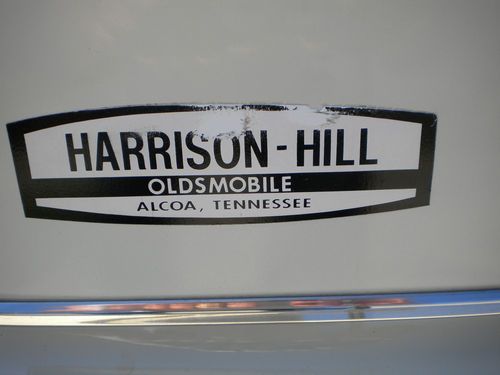 HARRISON - HILL
OLDSMOBILE
ALCOA, TENNESSEE